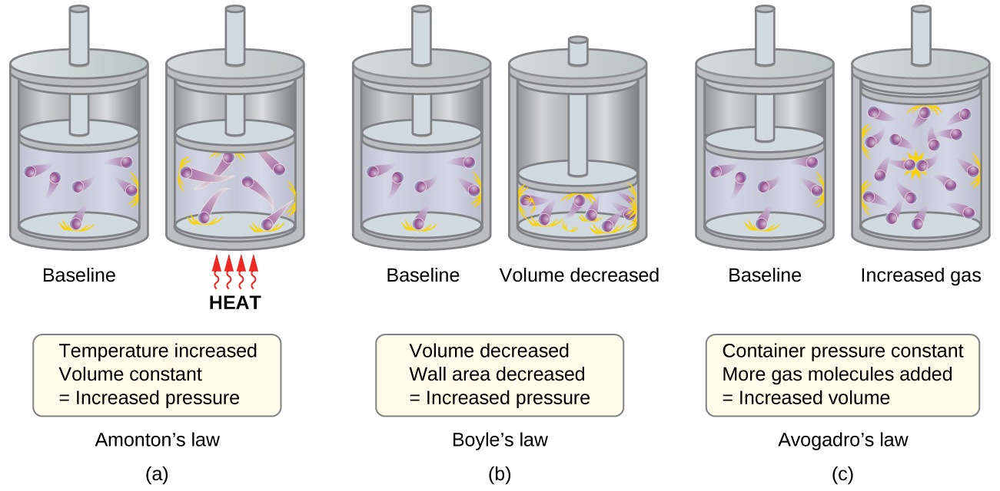 Baseline
HEAT
Temperature increased
Volume constant
= Increased pressure
Amonton’s law
(a)
Baseline
Volume decreased
Volume decreased
Wall area decreased
= Increased pressure
Boyle’s law
(b)
Baseline
Increased gas
Container pressure constant
More gas molecules added
= Increased volume
Avogadro’s law
(c)